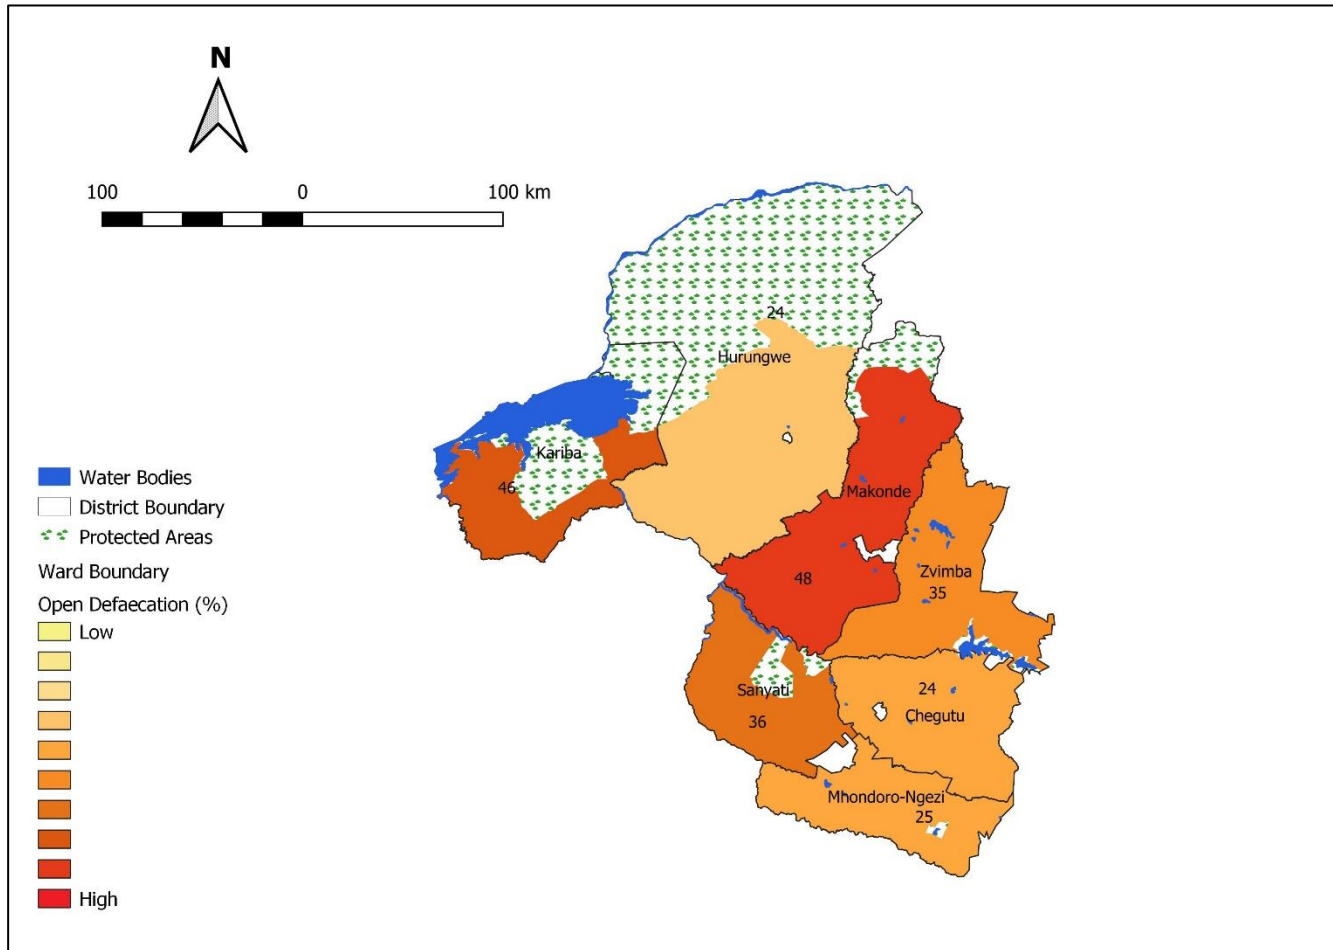 N
100 0 100 km
24
Hurungwe
Kariba
46
Makonde
48
Zvimba
35
Sanyati
36
24
Chegutu
Mhondoro-Ngezi
25
Water Bodies
District Boundary
Protected Areas
Ward Boundary
Open Defaecation (%)
Low
High